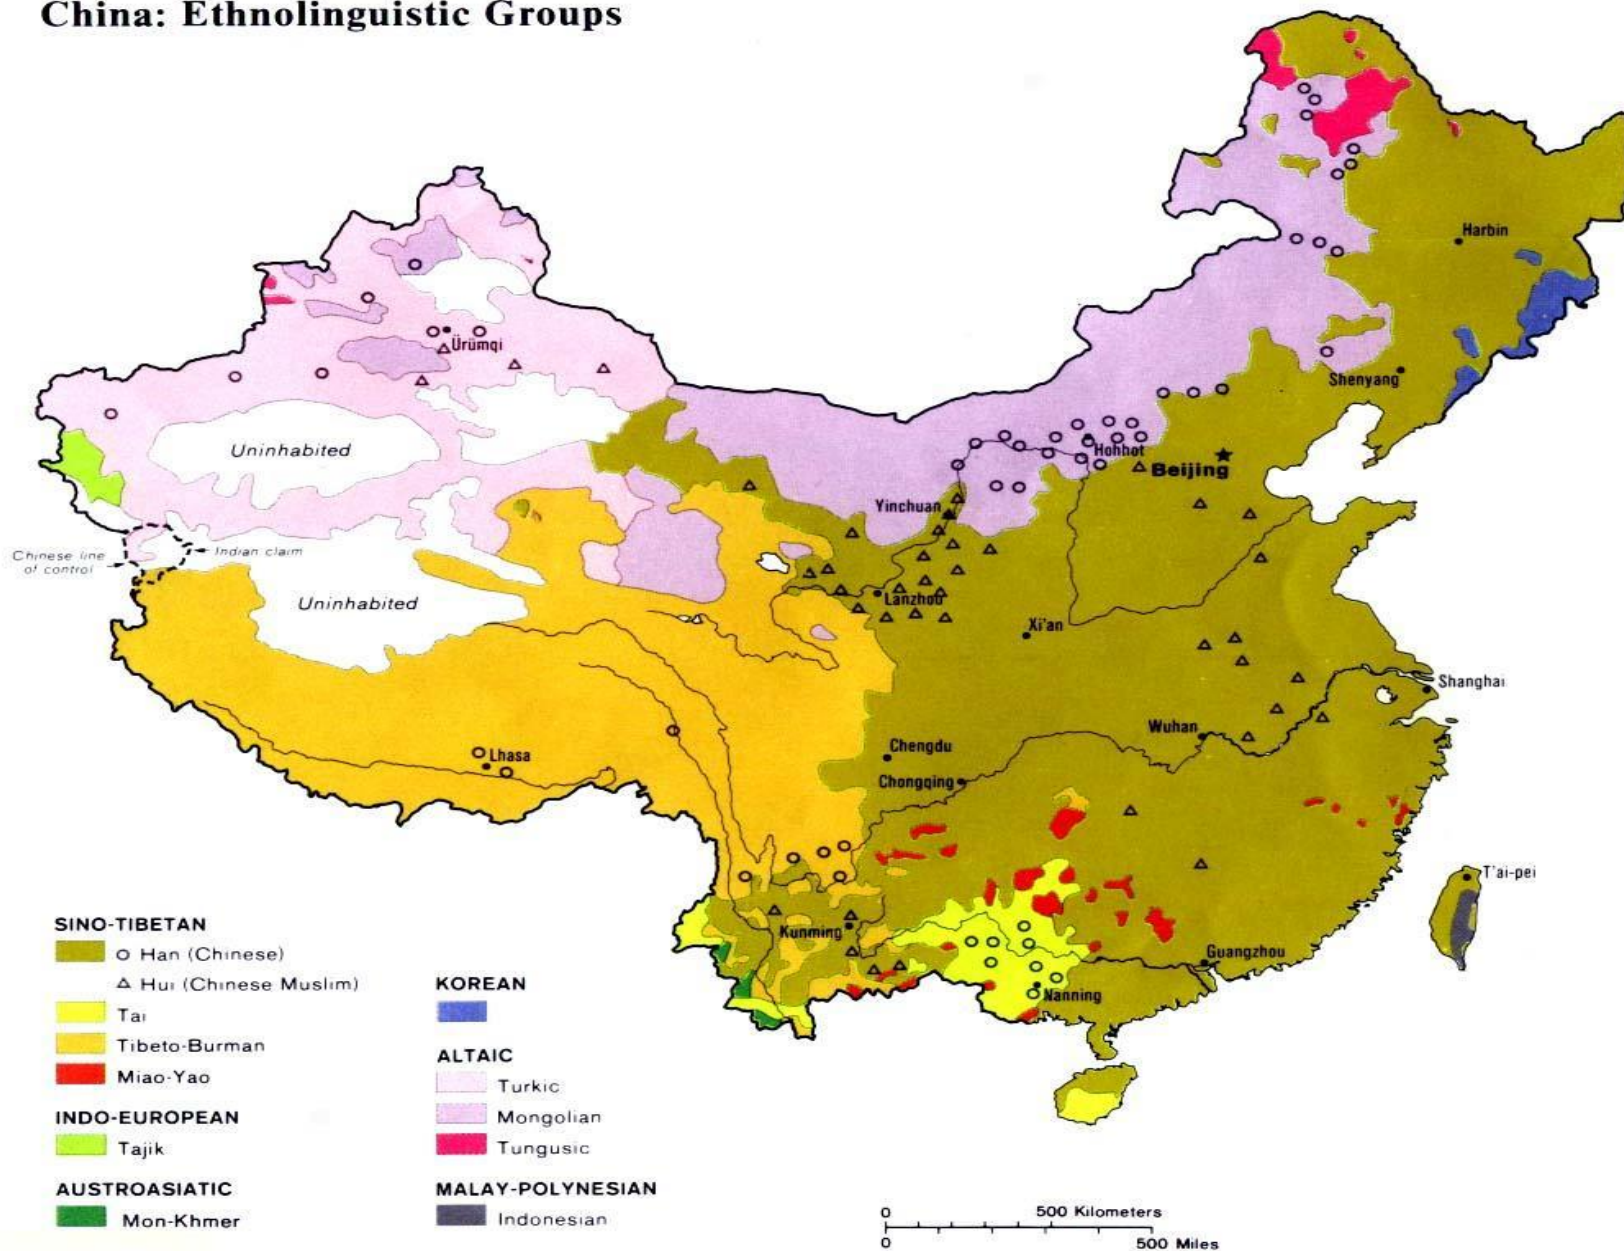 China: Ethnolinguistic Groups
Harbin
Ürümqi
Shenyang
Uninhabited
Hohhot
Beijing
Yinchuan
Chinese line
of control
Indian claim
Uninhabited
Lanzhou
Xi'an
Shanghai
Wuhan
Lhasa
Chengdu
Chongqing
T'ai-pei
Kunming
Guangzhou
Nanning
SINO-TIBETAN
Han (Chinese)
Hui (Chinese Muslim)
Tai
Tibeto-Burman
Miao-Yao
INDO-EUROPEAN
Tajik
AUSTROASIATIC
Mon-Khmer
KOREAN
ALTAIC
Turkic
Mongolian
Tungusic
MALAY-POLYNESIAN
Indonesian
0 500 Kilometers
0 500 Miles